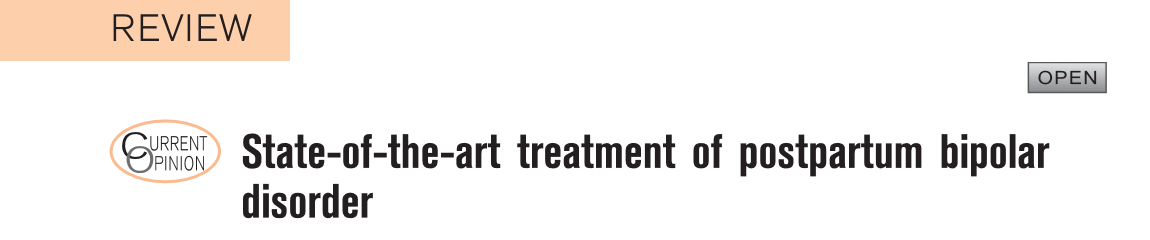 REVIEW
OPEN
CURRENT
OPINION
State-of-the-art treatment of postpartum bipolar
disorder